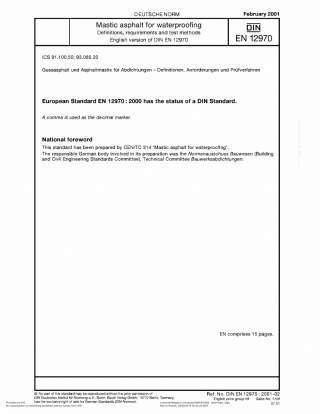 DEUTSCHE NORM
February 2001
Mastic asphalt for waterproofing
Definitions, requirements and test methods
English version of DIN EN 12970
DIN
EN 12970
ICS 91.100.50; 93.080.20
Gussasphalt und Asphaltmastix für Abdichtungen – Definitionen, Anforderungen und Prüfverfahren
European Standard EN 12970 : 2000 has the status of a DIN Standard.
A comma is used as the decimal marker.
National foreword
This standard has been prepared by CEN/TC 314 'Mastic asphalt for waterproofing'.
The responsible German body involved in its preparation was the Normenausschuss Bauwesen (Building
and Civil Engineering Standards Committee), Technical Committee Bauwerksabdichtungen.
EN comprises 15 pages.
© No part of this standard may be reproduced without the prior permission of
DIN Deutsches Institut für Normung e.V., Berlin. Beuth Verlag GmbH, 10772 Berlin, Germany,
has the exclusive right of sale for German Standards (DIN-Normen).
Ref. No. DIN EN 12970 : 2001-02
English price group 09 Sales No. 1109
07.01